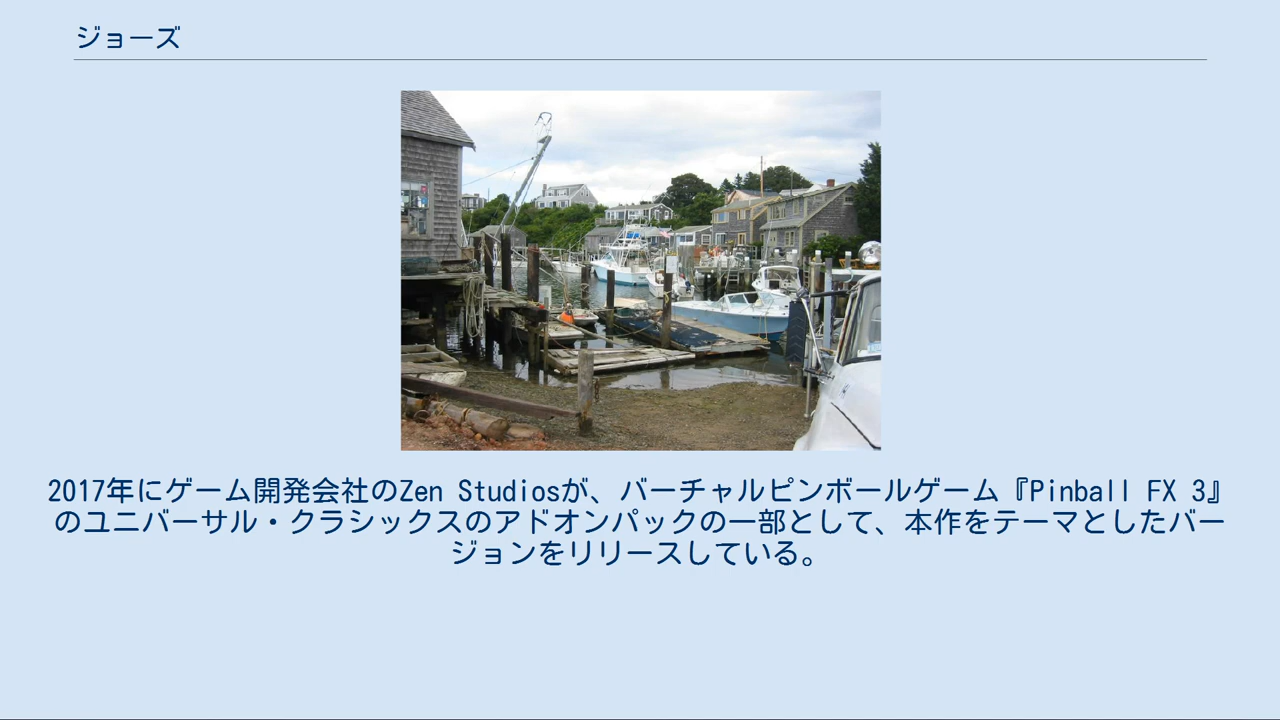 ジョーズ
2017年にゲーム開発会社のZen Studiosが、バーチャルピンボールゲーム『Pinball FX 3』
のユニバーサル・クラシックスのアドオンパックの一部として、本作をテーマとしたバー
ジョンをリリースしている。